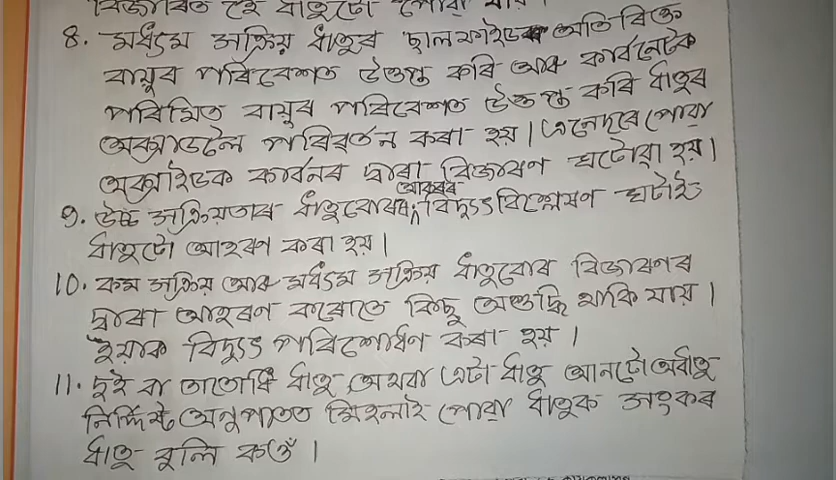 বিজাৰিত হৈ ধাতুটো পোৱা যায়।
8. মধ্যম সক্ৰিয় ধাতুৰ ছালফাইডক অতিৰিক্ত
বায়ুৰ পৰিবেশত উত্তপ্ত কৰি আৰু কাৰ্বনেটক
পৰিমিত বায়ুৰ পৰিবেশত উত্তপ্ত কৰি ধাতুৰ
অক্সাইডলৈ পৰিৱৰ্তন কৰা হয়। এনেদৰে পোৱা
অক্সাইডক কাৰ্বনৰ দ্বাৰা বিজাৰণ ঘটোৱা হয়।
9. উচ্চ সক্ৰিয়তাৰ ধাতুবোৰৰ আকৰৰ বিদ্যুৎ বিশ্লেষণ ঘটাই
ধাতুটো আহৰণ কৰা হয়।
10. কম সক্ৰিয় আৰু মধ্যম সক্ৰিয় ধাতুবোৰ বিজাৰণৰ
দ্বাৰা আহৰণ কৰোতে কিছু অশুদ্ধি থাকি যায়।
ইয়াক বিদ্যুৎ পৰিশোধন কৰা হয়।
11. দুই বা ততোধিক ধাতু অথবা এটা ধাতু আনটো অধাতু
নিৰ্দিষ্ট অনুপাতত মিহলাই পোৱা ধাতুক সংকৰ
ধাতু বুলি কওঁ।